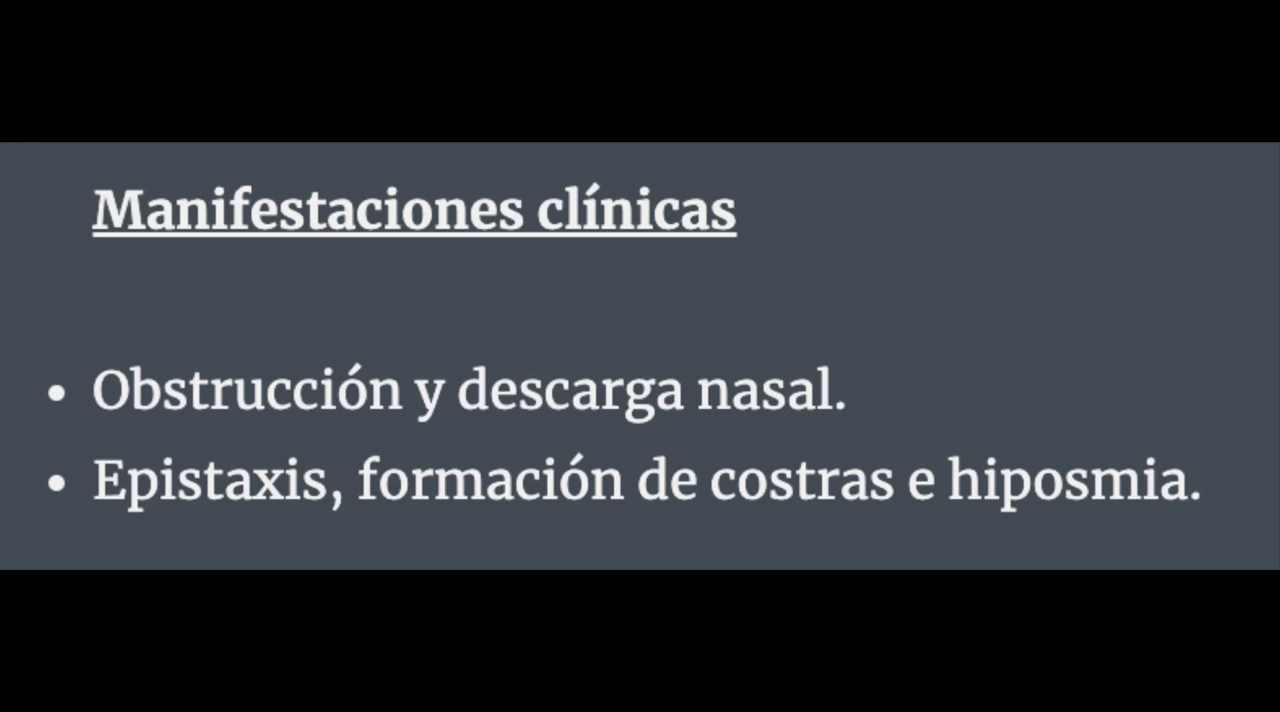 Manifestaciones clínicas
• Obstrucción y descarga nasal.
• Epistaxis, formación de costras e hiposmia.